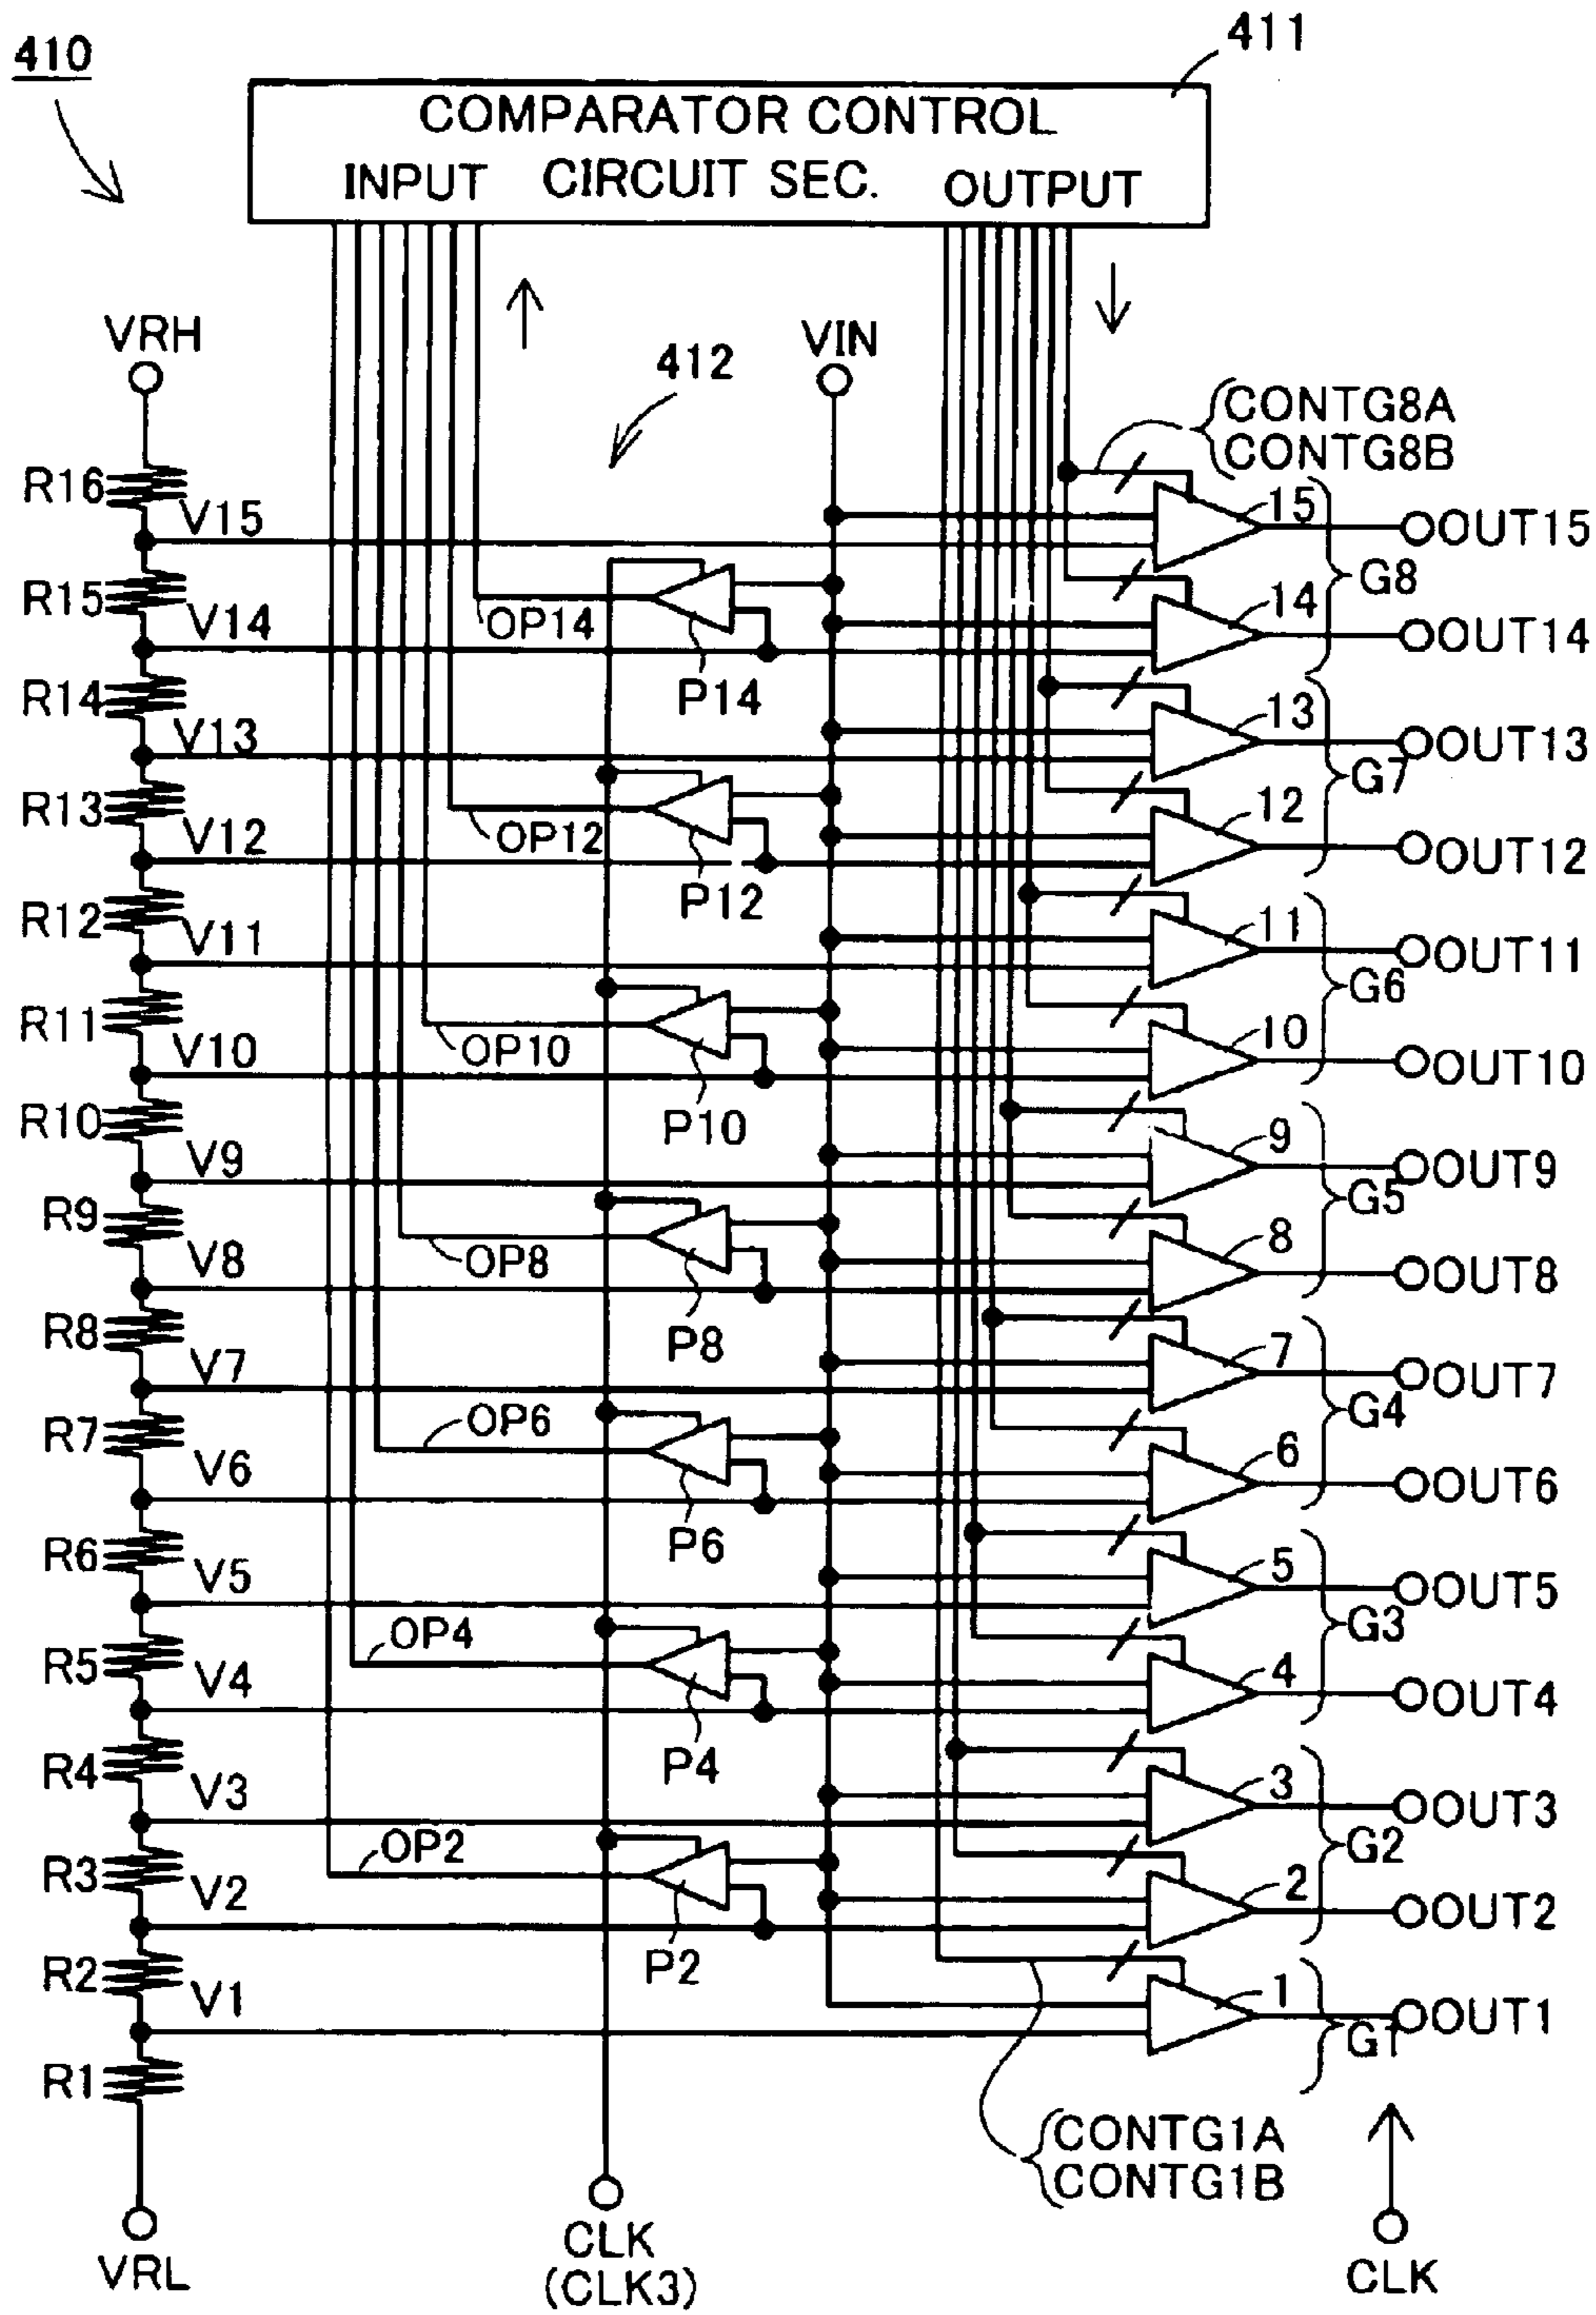 410
411
COMPARATOR CONTROL
INPUT CIRCUIT SEC. OUTPUT
VRH
412
VIN
CONTG8A
CONTG8B
R16
V15
15
OUT15
G8
R15
OP14
V14
14
OUT14
P14
R14
V13
13
OUT13
G7
R13
OP12
V12
12
OUT12
P12
R12
V11
11
OUT11
G6
R11
OP10
V10
10
OUT10
P10
R10
V9
9
OUT9
G5
R9
OP8
V8
8
OUT8
P8
R8
V7
7
OUT7
G4
R7
OP6
V6
6
OUT6
P6
R6
V5
5
OUT5
G3
R5
OP4
V4
4
OUT4
P4
R4
V3
3
OUT3
G2
R3
OP2
V2
2
OUT2
P2
R2
V1
1
OUT1
G1
R1
CONTG1A
CONTG1B
VRL
CLK
(CLK3)
CLK